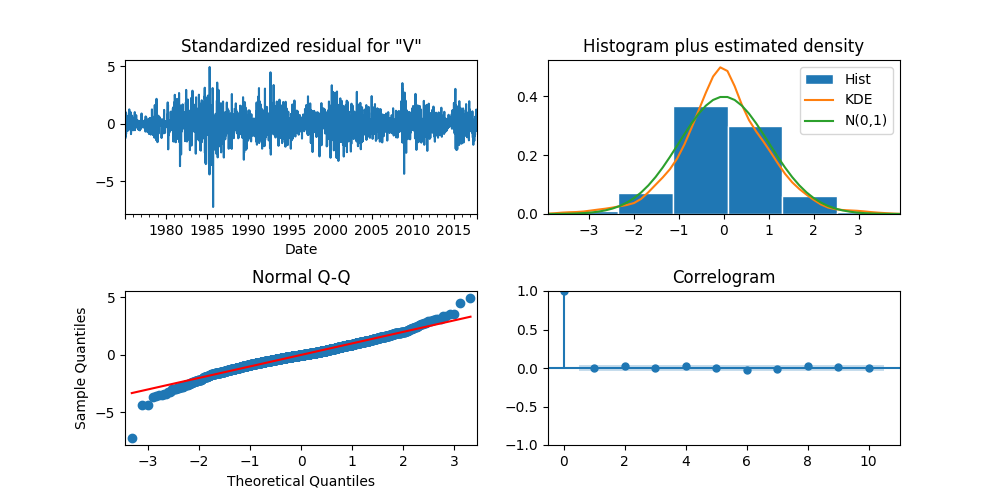 Standardized residual for "V"
5
0
−5
1980 1985 1990 1995 2000 2005 2010 2015
Date
Histogram plus estimated density
0.4
0.2
0.0
Hist
KDE
N(0,1)
−3 −2 −1 0 1 2 3
Normal Q-Q
Sample Quantiles
5
0
−5
−3 −2 −1 0 1 2 3
Theoretical Quantiles
Correlogram
1.0
0.5
0.0
−0.5
−1.0
0 2 4 6 8 10